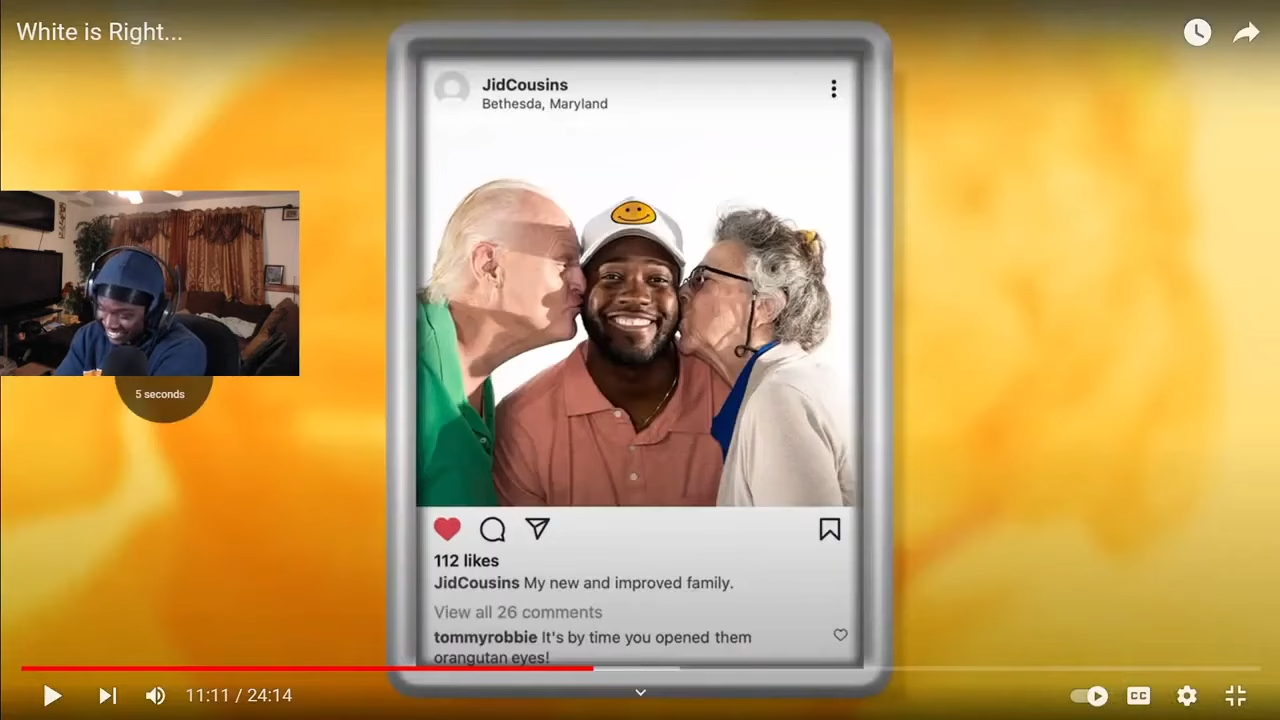 White is Right...
JidCousins
Bethesda, Maryland
5 seconds
112 likes
JidCousins My new and improved family.
View all 26 comments
tommyrobbie It's by time you opened them
orangutan eyes!
11:11 / 24:14
CC